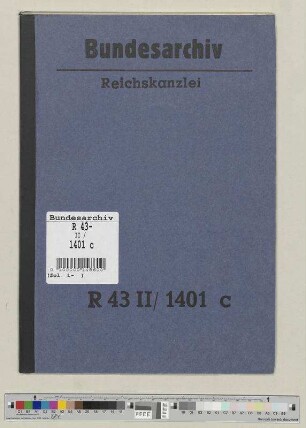 Bundesarchiv
Reichskanzlei
Bundesarchiv
R 43-
II /
1401 c
R 43 II/ 1401 c